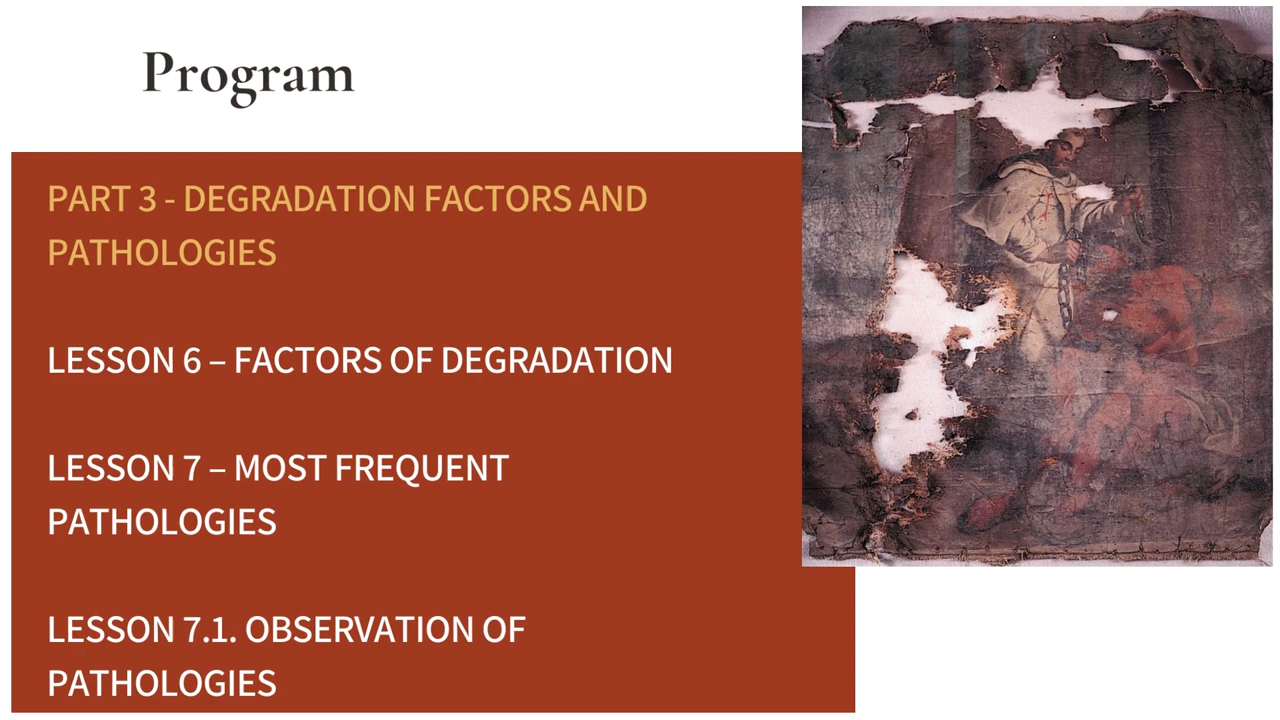 Program
PART 3 - DEGRADATION FACTORS AND
PATHOLOGIES
LESSON 6 – FACTORS OF DEGRADATION
LESSON 7 – MOST FREQUENT
PATHOLOGIES
LESSON 7.1. OBSERVATION OF
PATHOLOGIES